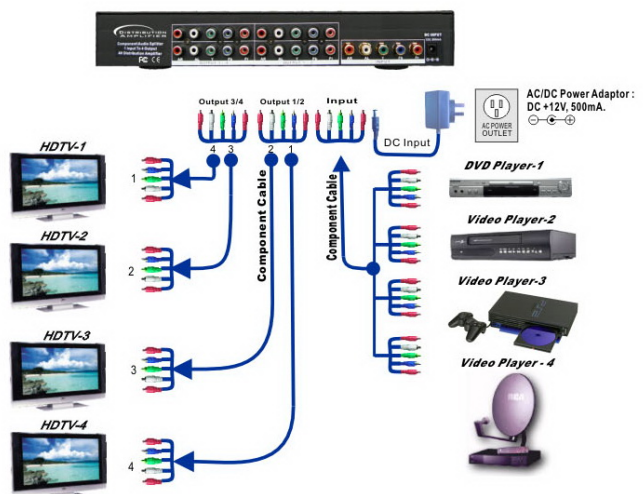 DISTRIBUTION
AMPLIFIER
Component/Audio Splitter
1 Input To 4 Output
AV Distribution Amplifier
FC CE
DC INPUT
Output 3/4
Output 1/2
Input
AC POWER
OUTLET
AC/DC Power Adaptor :
DC +12V, 500mA.
DC Input
4
3
2
1
HDTV-1
1
HDTV-2
2
HDTV-3
3
HDTV-4
4
Component Cable
Component Cable
DVD Player-1
Video Player-2
Video Player-3
Video Player - 4
RCA